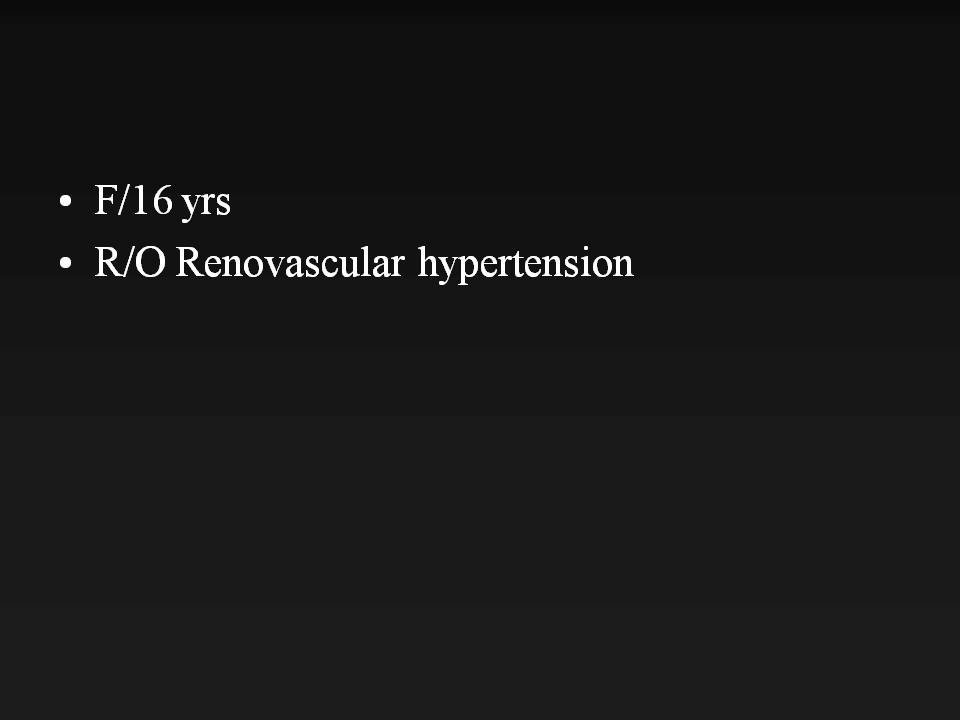 • F/16 yrs
• R/O Renovascular hypertension